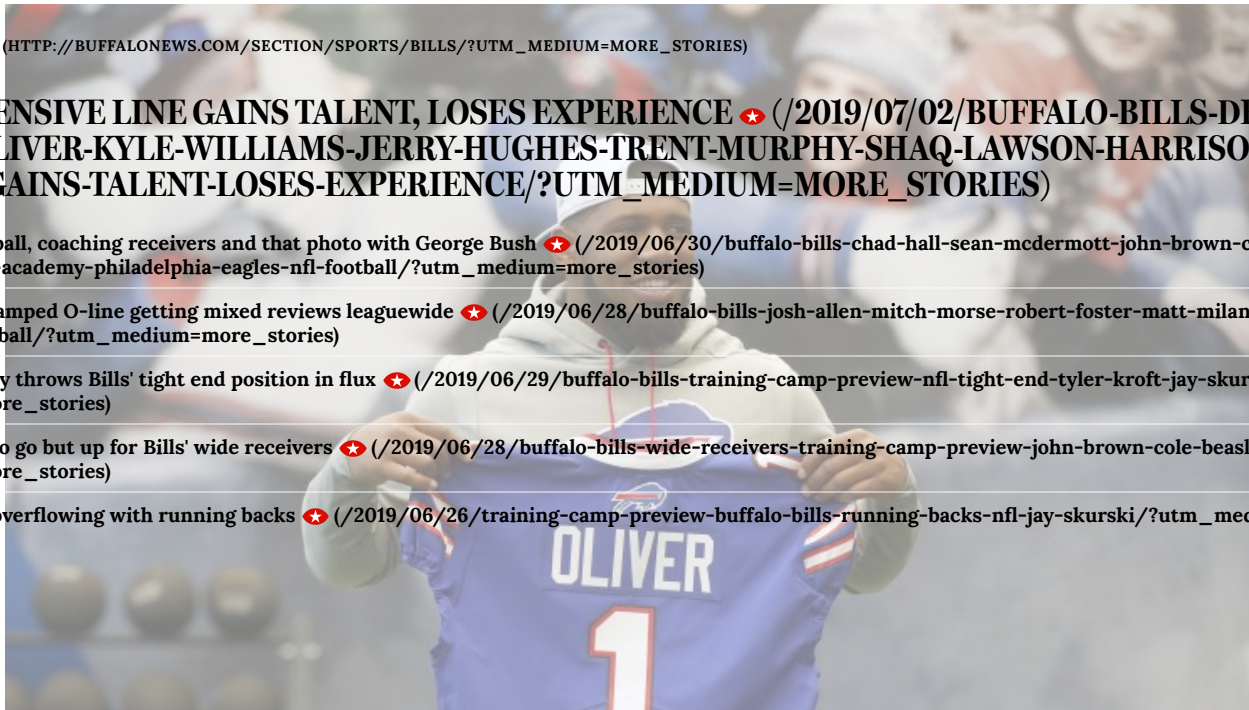 (HTTP://BUFFALONEWS.COM/SECTION/SPORTS/BILLS/?UTM_MEDIUM=MORE_STORIES)
ENSIVE LINE GAINS TALENT, LOSES EXPERIENCE (/2019/07/02/BUFFALO-BILLS-DE
LIVER-KYLE-WILLIAMS-JERRY-HUGHES-TRENT-MURPHY-SHAQ-LAWSON-HARRISO
GAINS-TALENT-LOSES-EXPERIENCE/?UTM_MEDIUM=MORE_STORIES)
ball, coaching receivers and that photo with George Bush (/2019/06/30/buffalo-bills-chad-hall-sean-mcdermott-john-brown-c
-academy-philadelphia-eagles-nfl-football/?utm_medium=more_stories)
amped O-line getting mixed reviews leaguewide (/2019/06/28/buffalo-bills-josh-allen-mitch-morse-robert-foster-matt-milan
ball/?utm_medium=more_stories)
y throws Bills' tight end position in flux (/2019/06/29/buffalo-bills-training-camp-preview-nfl-tight-end-tyler-kroft-jay-skur
ore_stories)
o go but up for Bills' wide receivers (/2019/06/28/buffalo-bills-wide-receivers-training-camp-preview-john-brown-cole-beasl
ore_stories)
overflowing with running backs (/2019/06/26/training-camp-preview-buffalo-bills-running-backs-nfl-jay-skurski/?utm_med
OLIVER
1